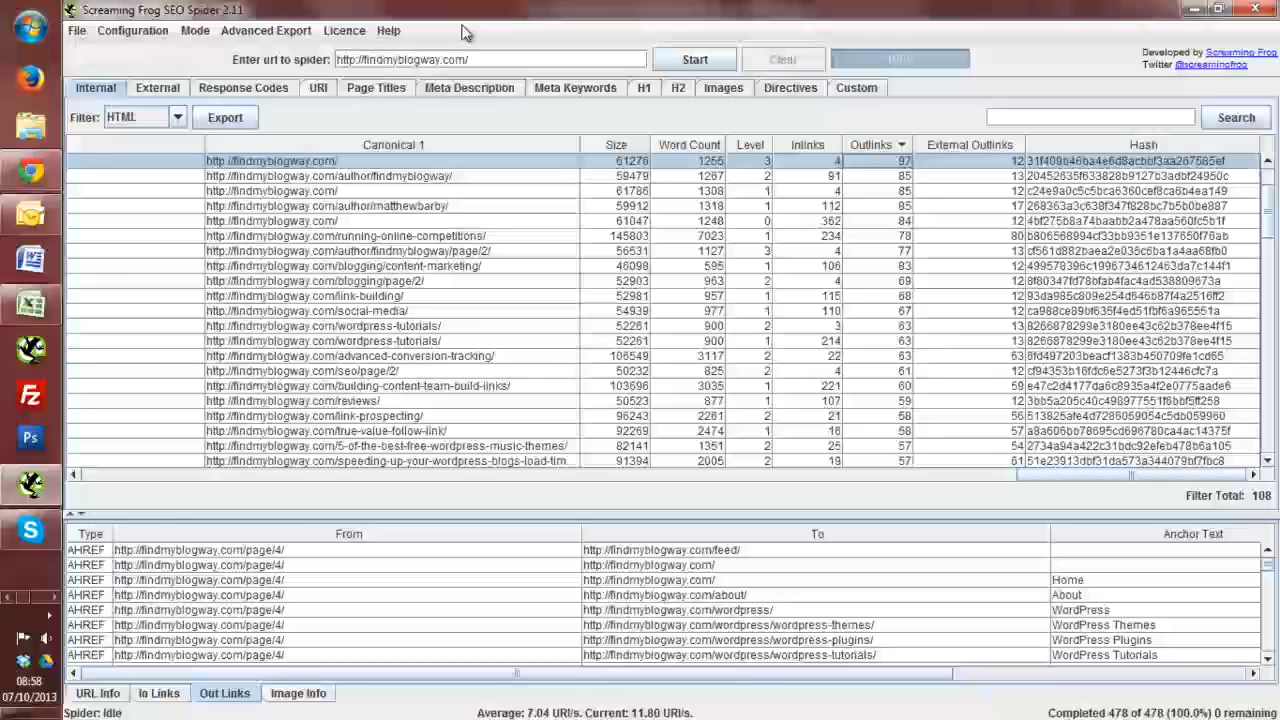 Screaming Frog SEO Spider 2.11
File Configuration Mode Advanced Export Licence Help
Enter url to spider: http://findmyblogway.com/ Start Clear
Developed by Screaming Frog
Twitter @screamingfrog
Internal External Response Codes URI Page Titles Meta Description Meta Keywords H1 H2 Images Directives Custom
Filter: HTML Export Search
Canonical 1 Size Word Count Level Inlinks Outlinks External Outlinks Hash
http://findmyblogway.com/ 61276 1255 3 4 97 12
http://findmyblogway.com/author/findmyblogway/ 59479 1267 2 91 85 13
http://findmyblogway.com/ 61786 1308 1 4 85 12
http://findmyblogway.com/author/matthewbarby/ 59912 1318 1 112 85 17
http://findmyblogway.com/ 61047 1248 0 362 84 12
http://findmyblogway.com/running-online-competitions/ 145803 7023 1 234 78 80
http://findmyblogway.com/author/findmyblogway/page/2/ 56531 1127 3 4 77 13
http://findmyblogway.com/blogging/content-marketing/ 46098 595 1 106 83 12
http://findmyblogway.com/blogging/page/2/ 52903 963 2 4 69 12
http://findmyblogway.com/link-building/ 52981 957 1 115 68 12
http://findmyblogway.com/social-media/ 54939 977 1 110 67 12
http://findmyblogway.com/wordpress-tutorials/ 52261 900 2 3 63 13
http://findmyblogway.com/wordpress-tutorials/ 52261 900 1 214 63 13
http://findmyblogway.com/advanced-conversion-tracking/ 106549 3117 2 22 63 63
http://findmyblogway.com/seo/page/2/ 50232 825 2 4 61 12
http://findmyblogway.com/building-content-team-build-links/ 103696 3035 1 221 60 59
http://findmyblogway.com/reviews/ 50523 877 1 107 59 12
http://findmyblogway.com/link-prospecting/ 96243 2261 2 21 58 56
http://findmyblogway.com/true-value-follow-link/ 92269 2474 1 16 58 57
http://findmyblogway.com/5-of-the-best-free-wordpress-music-themes/ 82141 1351 2 25 57 54
http://findmyblogway.com/speeding-up-your-wordpress-blogs-load-tim... 91394 2005 2 19 57 61
Filter Total: 108
Type From To Anchor Text
AHREF http://findmyblogway.com/page/4/ http://findmyblogway.com/feed/
AHREF http://findmyblogway.com/page/4/ http://findmyblogway.com/
AHREF http://findmyblogway.com/page/4/ http://findmyblogway.com/ Home
AHREF http://findmyblogway.com/page/4/ http://findmyblogway.com/about/ About
AHREF http://findmyblogway.com/page/4/ http://findmyblogway.com/wordpress/ WordPress
AHREF http://findmyblogway.com/page/4/ http://findmyblogway.com/wordpress/wordpress-themes/ WordPress Themes
AHREF http://findmyblogway.com/page/4/ http://findmyblogway.com/wordpress/wordpress-plugins/ WordPress Plugins
AHREF http://findmyblogway.com/page/4/ http://findmyblogway.com/wordpress/wordpress-tutorials/ WordPress Tutorials
URL Info In Links Out Links Image Info
Spider: Idle Average: 7.04 URI/s. Current: 11.80 URI/s. Completed 478 of 478 (100.0%) 0 remaining
08:58
07/10/2013